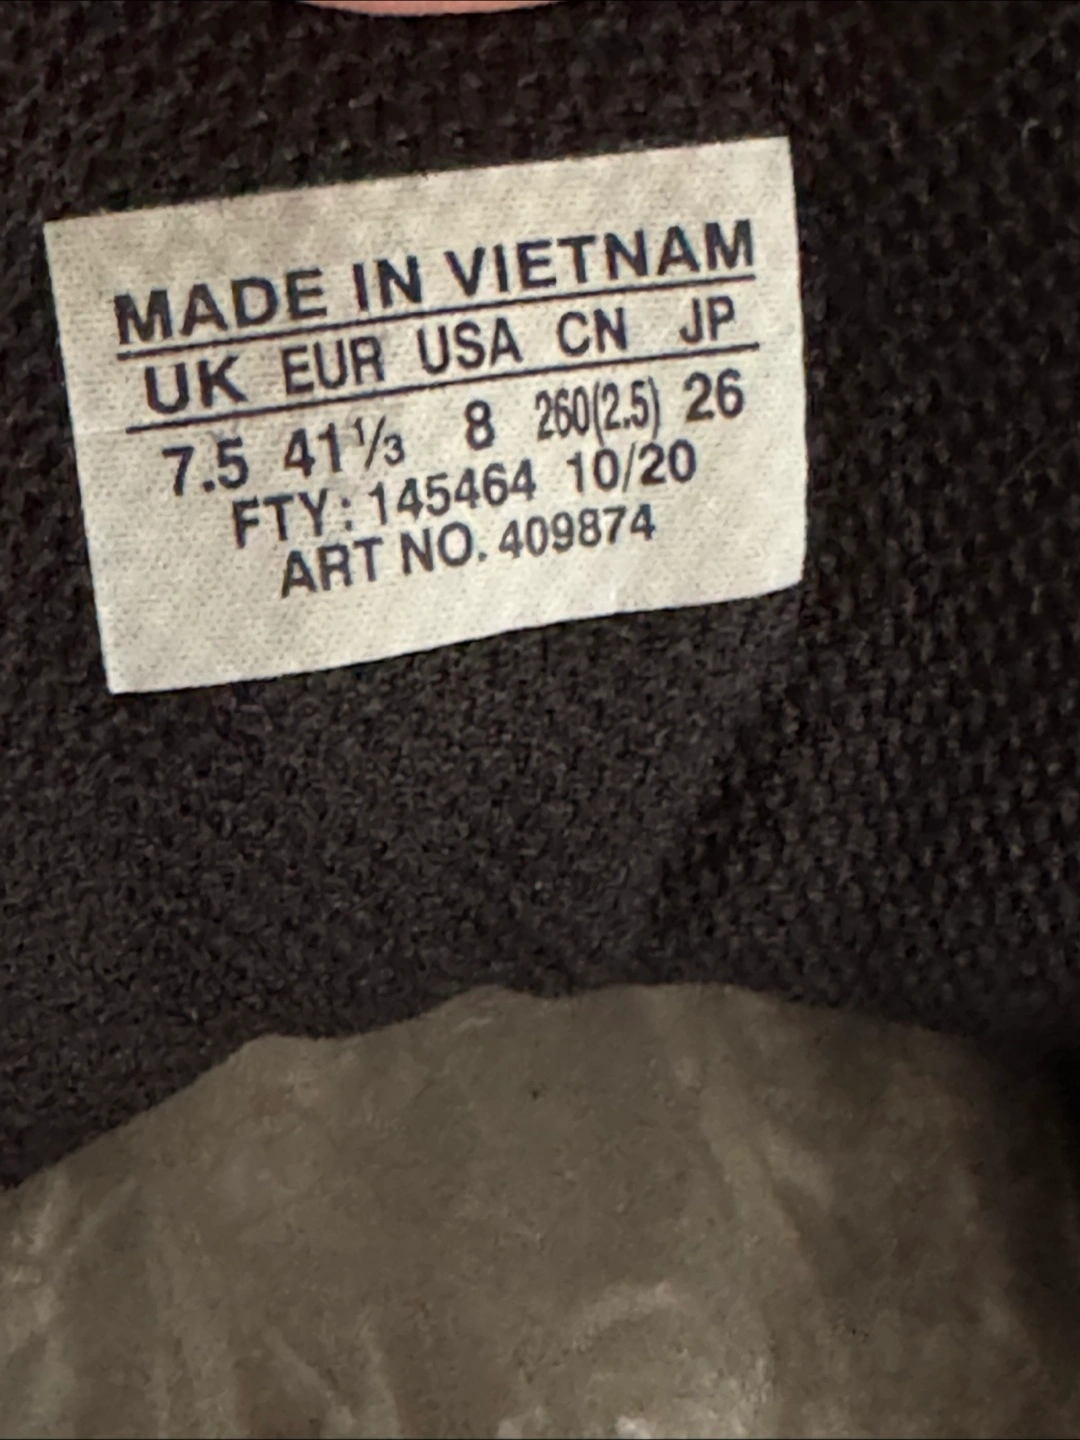 MADE IN VIETNAM
UK EUR USA CN JP
7.5 41⅓ 8 260(2.5) 26
FTY: 145464 10/20
ART NO. 409874